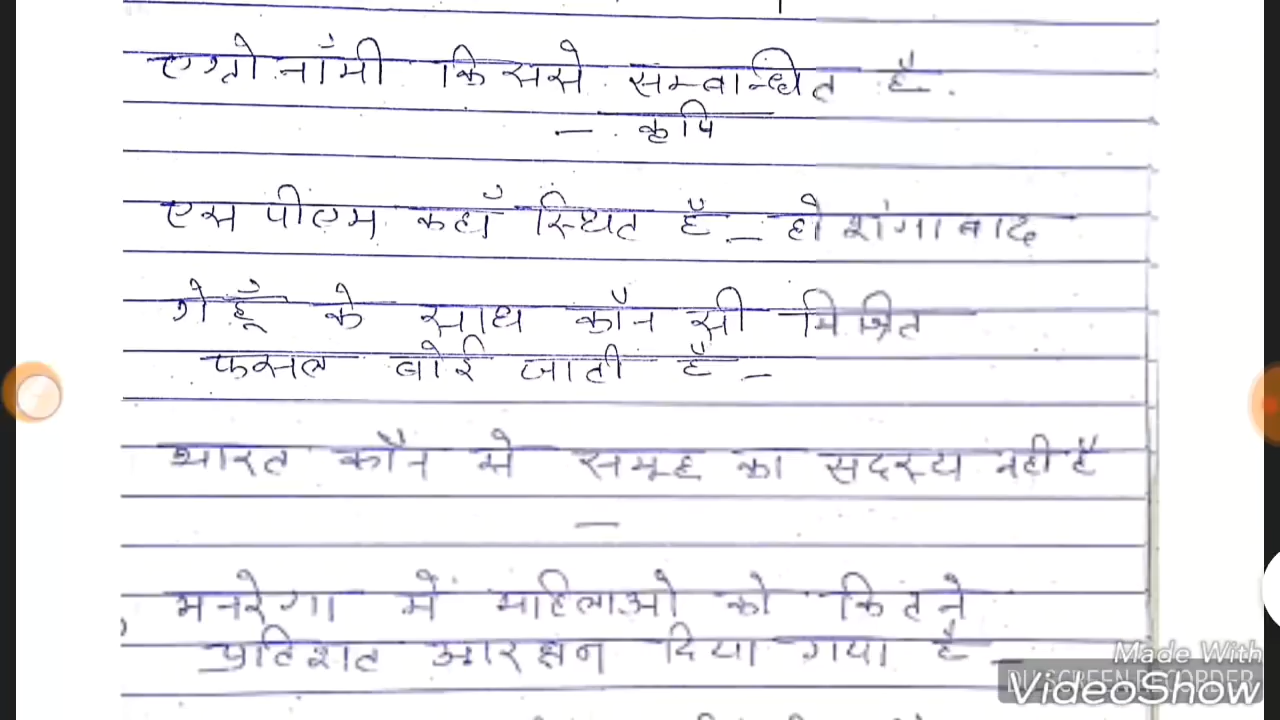 एग्रोनॉमी किससे सम्बान्धित है.
- कृषि
एस पीएम कहाँ स्थित है - होशंगाबाद
गेहूँ के साथ कौन सी मिश्रित
फसल बोई जाती है -
भारत कौन से समूह का सदस्य नही है
-
मनरेगा में महिलाओ को कितने
प्रतिशत आरक्षन दिया गया है -
Made With
VideoShow